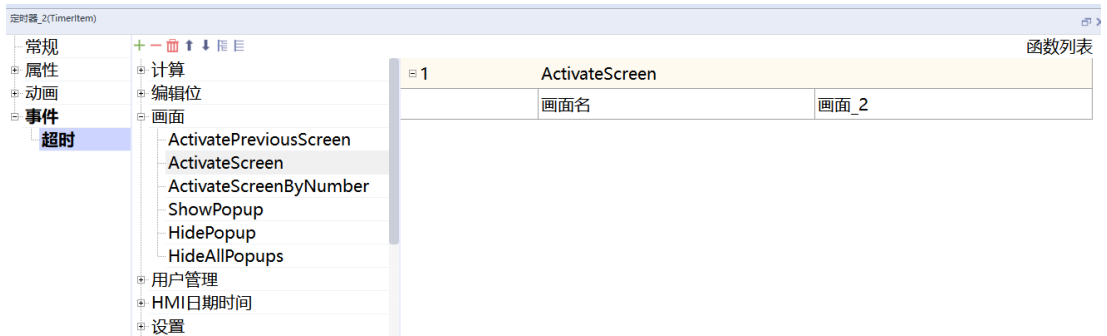 定时器_2(TimerItem)
常规
属性
动画
事件
超时
函数列表
计算
编辑位
画面
ActivatePreviousScreen
ActivateScreen
ActivateScreenByNumber
ShowPopup
HidePopup
HideAllPopups
用户管理
HMI日期时间
设置
1 ActivateScreen
画面名 画面_2